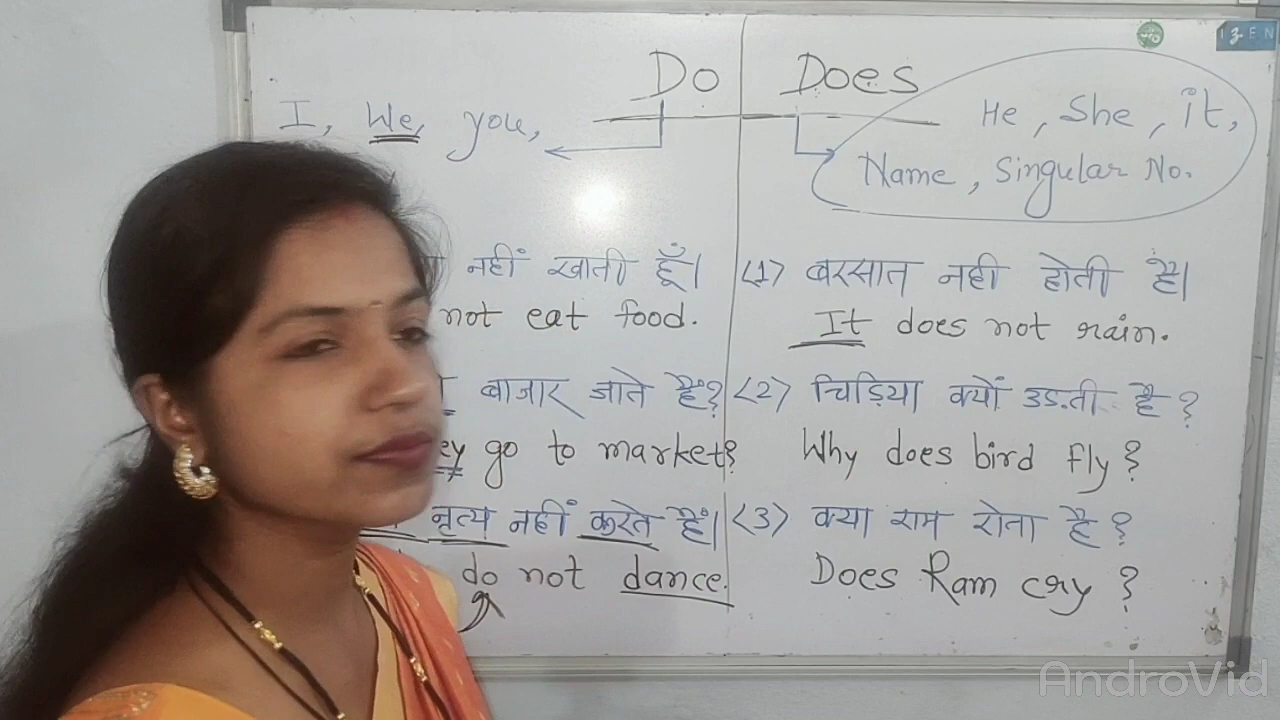 Do Does
I, We, you,
He, She, it,
Name, Singular No.
नहीं खाती हूँ।
not eat food.
बाजार जाते हैं?
ey go to market?
नृत्य नहीं करते हैं।
do not dance.
(1) बरसात नही होती है।
It does not rain.
(2) चिड़िया क्यों उड़ती है ?
Why does bird fly ?
(3) क्या राम रोता है ?
Does Ram cry ?
AndroVid